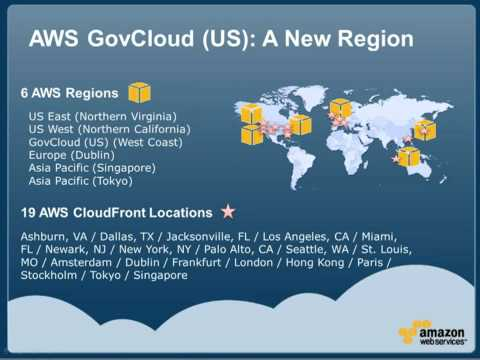 AWS GovCloud (US): A New Region
6 AWS Regions
US East (Northern Virginia)
US West (Northern California)
GovCloud (US) (West Coast)
Europe (Dublin)
Asia Pacific (Singapore)
Asia Pacific (Tokyo)
19 AWS CloudFront Locations
Ashburn, VA / Dallas, TX / Jacksonville, FL / Los Angeles, CA / Miami,
FL / Newark, NJ / New York, NY / Palo Alto, CA / Seattle, WA / St. Louis,
MO / Amsterdam / Dublin / Frankfurt / London / Hong Kong / Paris /
Stockholm / Tokyo / Singapore
amazon
webservices™